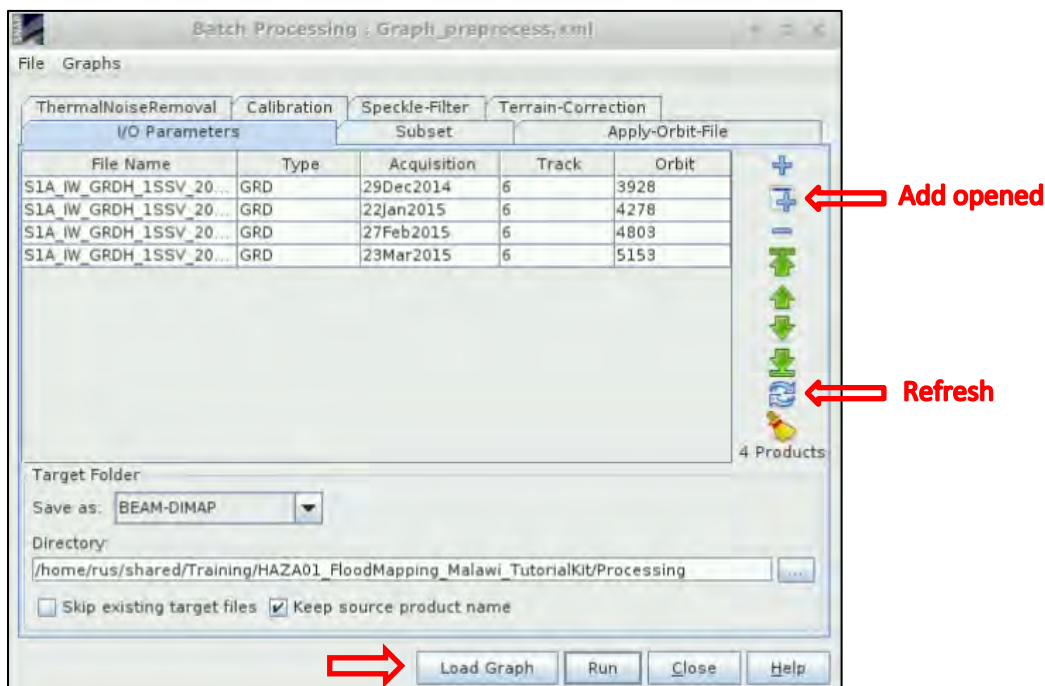 Batch Processing : Graph_preprocess.xml
File Graphs
ThermalNoiseRemoval Calibration Speckle-Filter Terrain-Correction
I/O Parameters Subset Apply-Orbit-File
File Name Type Acquisition Track Orbit
S1A_IW_GRDH_1SSV_20... GRD 29Dec2014 6 3928
S1A_IW_GRDH_1SSV_20... GRD 22Jan2015 6 4278
S1A_IW_GRDH_1SSV_20... GRD 27Feb2015 6 4803
S1A_IW_GRDH_1SSV_20... GRD 23Mar2015 6 5153
Add opened
Refresh
4 Products
Target Folder
Save as: BEAM-DIMAP
Directory:
/home/rus/shared/Training/HAZA01_FloodMapping_Malawi_TutorialKit/Processing ...
Skip existing target files Keep source product name
Load Graph Run Close Help